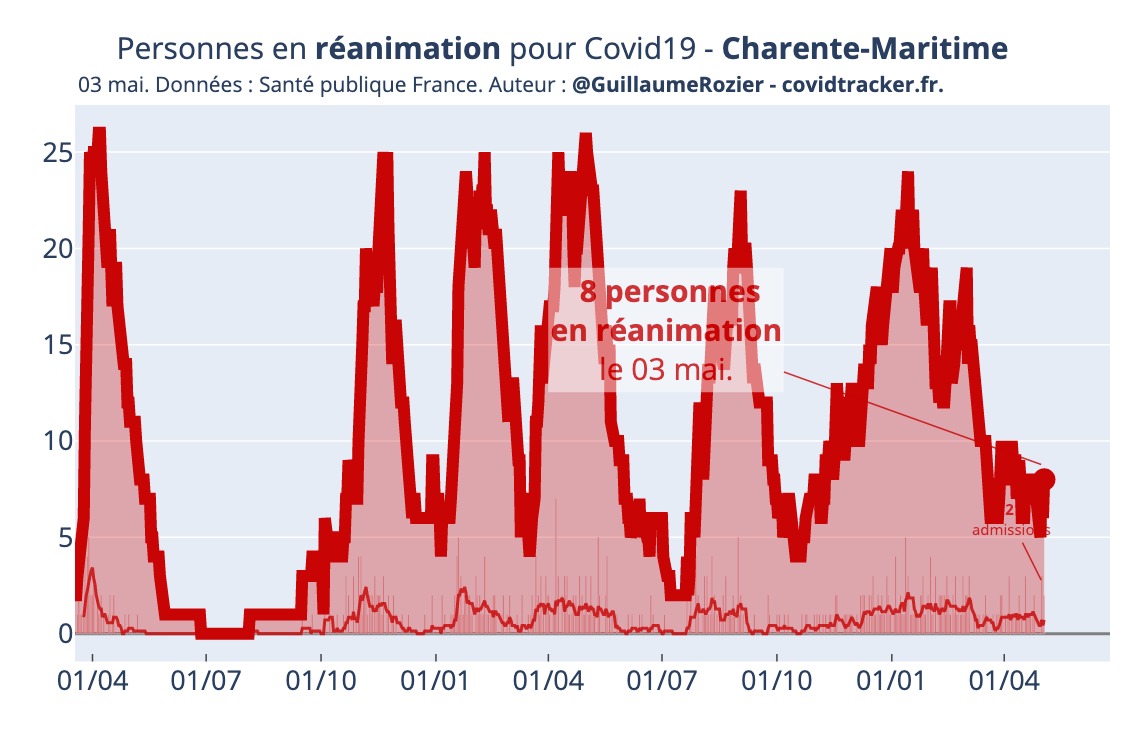 Personnes en réanimation pour Covid19 - Charente-Maritime
03 mai. Données : Santé publique France. Auteur : @GuillaumeRozier - covidtracker.fr.
25
20
15
10
5
0
8 personnes
en réanimation
le 03 mai.
2
admissions
01/04 01/07 01/10 01/01 01/04 01/07 01/10 01/01 01/04